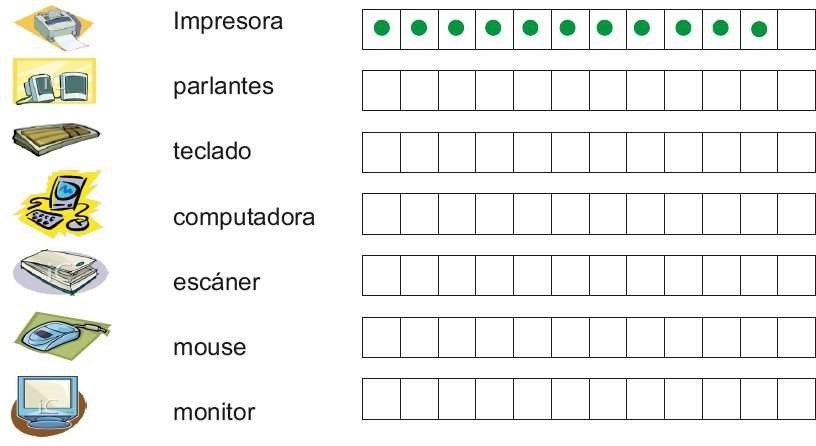 Impresora
parlantes
teclado
computadora
escáner
mouse
monitor